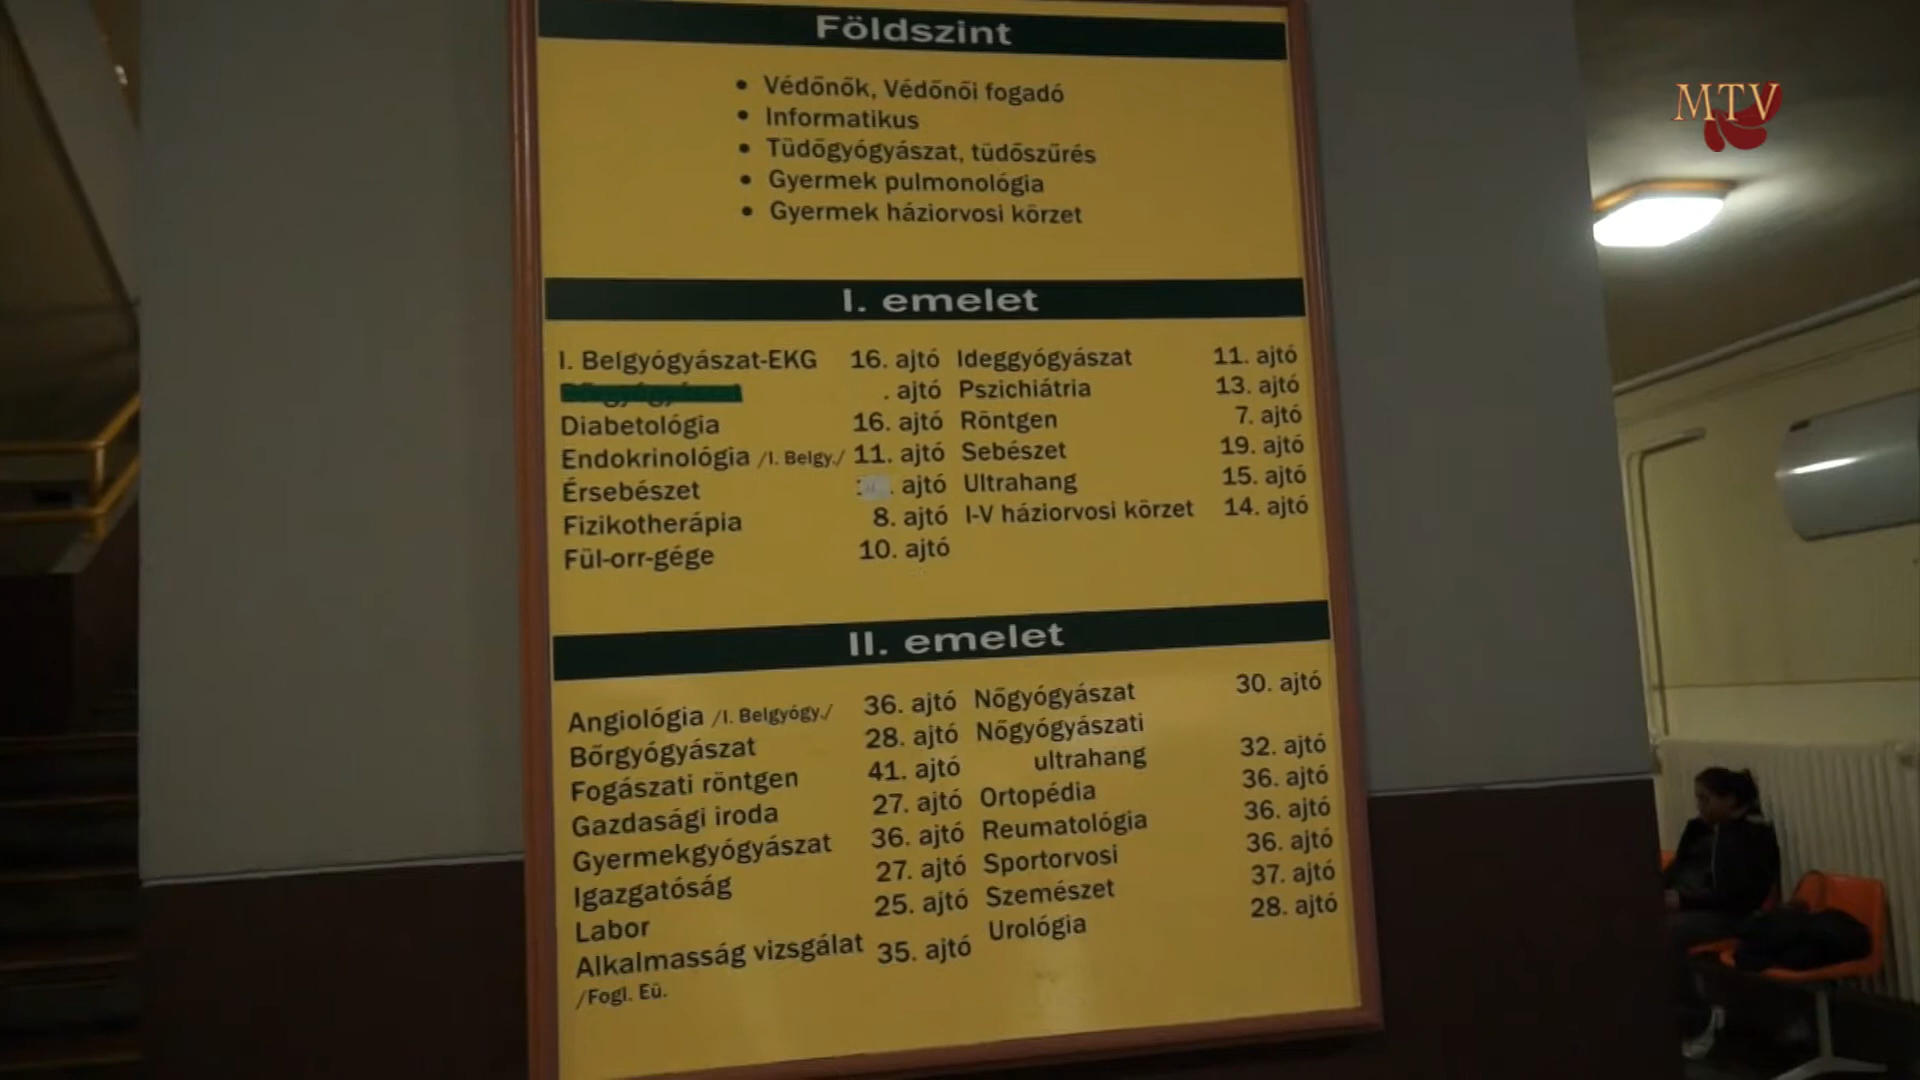 MTV
Földszint
• Védőnők, Védőnői fogadó
• Informatikus
• Tüdőgyógyászat, tüdőszűrés
• Gyermek pulmonológia
• Gyermek háziorvosi körzet
I. emelet
I. Belgyógyászat-EKG 16. ajtó
. ajtó
Diabetológia 16. ajtó
Endokrinológia /I. Belgy./ 11. ajtó
Érsebészet . ajtó
Fizikotherápia 8. ajtó
Fül-orr-gége 10. ajtó
Ideggyógyászat 11. ajtó
Pszichiátria 13. ajtó
Röntgen 7. ajtó
Sebészet 19. ajtó
Ultrahang 15. ajtó
I-V háziorvosi körzet 14. ajtó
II. emelet
Angiológia /I. Belgyógy./ 36. ajtó
Bőrgyógyászat 28. ajtó
Fogászati röntgen 41. ajtó
Gazdasági iroda 27. ajtó
Gyermekgyógyászat 36. ajtó
Igazgatóság 27. ajtó
Labor 25. ajtó
Alkalmasság vizsgálat 35. ajtó
/Fogl. Eü.
Nőgyógyászat 30. ajtó
Nőgyógyászati
ultrahang 32. ajtó
Ortopédia 36. ajtó
Reumatológia 36. ajtó
Sportorvosi 36. ajtó
Szemészet 37. ajtó
Urológia 28. ajtó